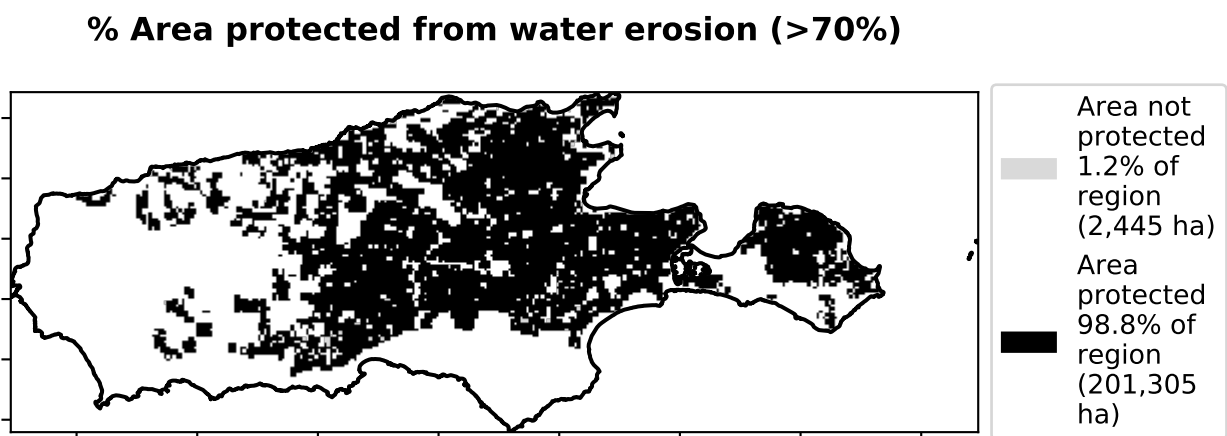 % Area protected from water erosion (>70%)
Area not
protected
1.2% of
region
(2,445 ha)
Area
protected
98.8% of
region
(201,305
ha)